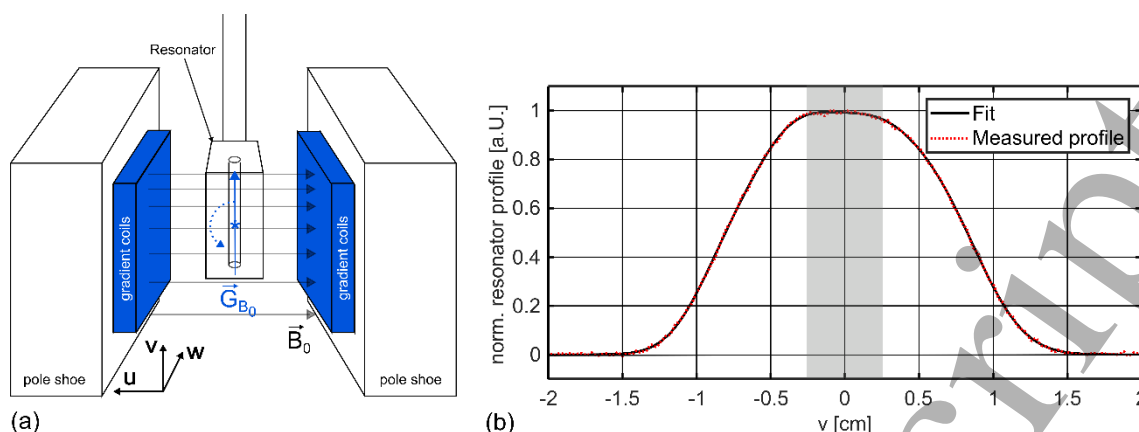 Resonator
gradient coils
gradient coils
G⃗B₀
B⃗₀
v
w
u
pole shoe
pole shoe
(a)
norm. resonator profile [a.U.]
1
0.8
0.6
0.4
0.2
0
Fit
Measured profile
-2
-1.5
-1
-0.5
0
0.5
1
1.5
2
v [cm]
(b)